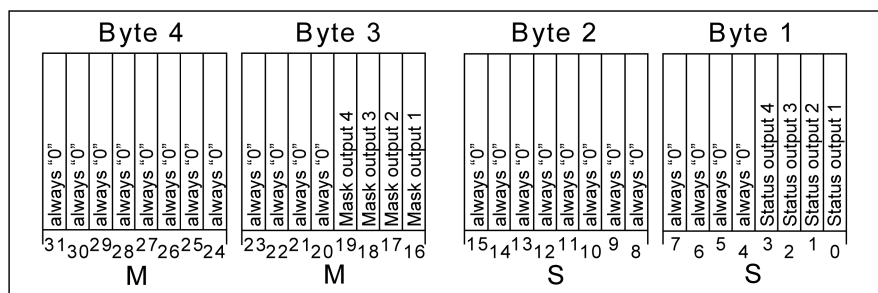 Byte 4
Byte 3
Byte 2
Byte 1
always “0”
always “0”
always “0”
always “0”
always “0”
always “0”
always “0”
always “0”
always “0”
always “0”
always “0”
always “0”
Mask output 4
Mask output 3
Mask output 2
Mask output 1
always “0”
always “0”
always “0”
always “0”
always “0”
always “0”
always “0”
always “0”
always “0”
always “0”
always “0”
always “0”
Status output 4
Status output 3
Status output 2
Status output 1
31 30 29 28 27 26 25 24
23 22 21 20 19 18 17 16
15 14 13 12 11 10 9 8
7 6 5 4 3 2 1 0
M
M
S
S